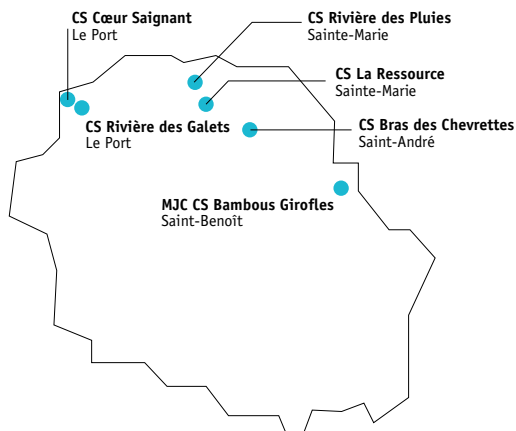 CS Cœur Saignant
Le Port
CS Rivière des Pluies
Sainte-Marie
CS La Ressource
Sainte-Marie
CS Rivière des Galets
Le Port
CS Bras des Chevrettes
Saint-André
MJC CS Bambous Girofles
Saint-Benoît